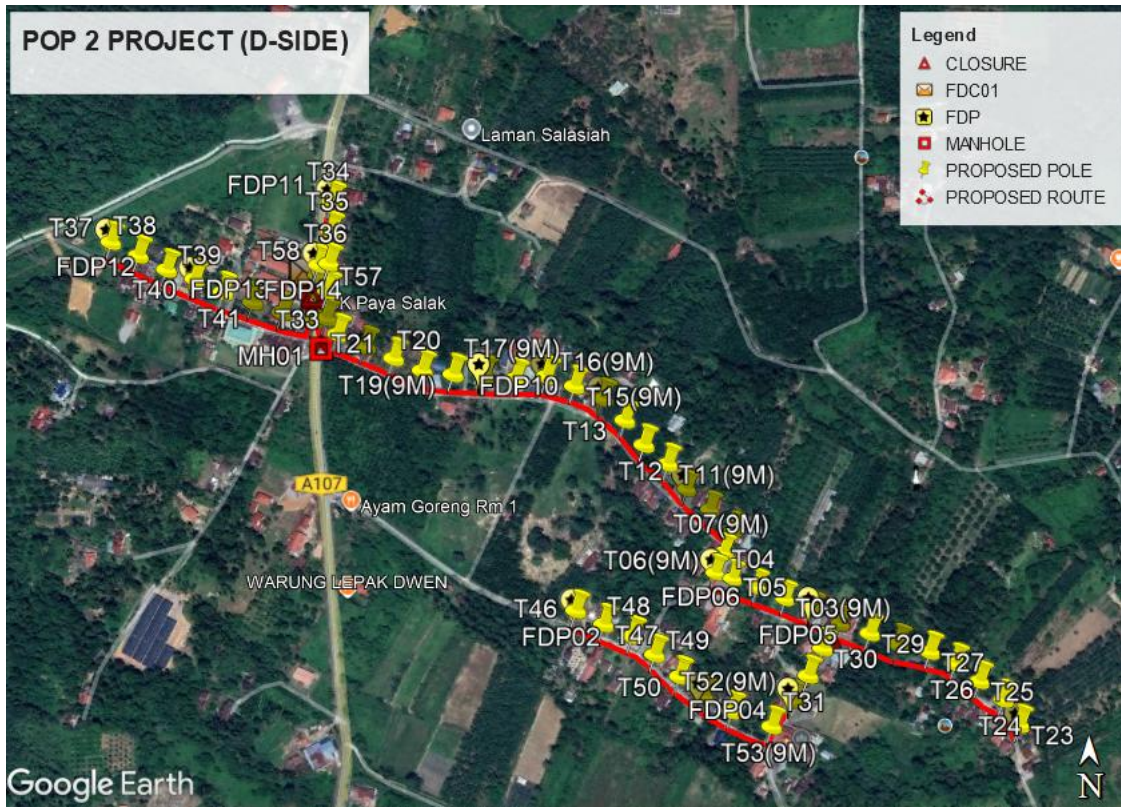 POP 2 PROJECT (D-SIDE)
Legend
CLOSURE
FDC01
FDP
MANHOLE
PROPOSED POLE
PROPOSED ROUTE
Laman Salasiah
T34
FDP11
T35
T37
T38
T36
T58
T39
FDP12
T57
FDP13
FDP14
T40
K Paya Salak
T41
T33
T21
T20
MH01
T17(9M)
T16(9M)
T19(9M)
FDP10
T15(9M)
T13
T12
T11(9M)
A107
Ayam Goreng Rm 1
T07(9M)
T06(9M)
T04
WARUNG LEPAK DWEN
T05
FDP06
T46
T48
T03(9M)
FDP02
T47
FDP05
T29
T49
T30
T27
T50
T52(9M)
T31
T26
T25
FDP04
T24
T23
T53(9M)
Google Earth
N